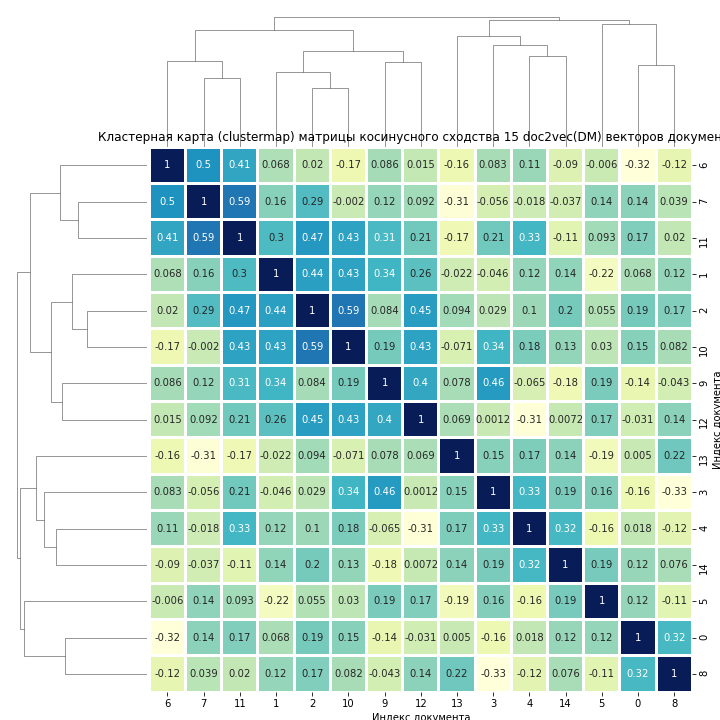 Кластерная карта (clustermap) матрицы косинусного сходства 15 doc2vec(DM) векторов докумен
1 0.5 0.41 0.068 0.02 -0.17 0.086 0.015 -0.16 0.083 0.11 -0.09 -0.006 -0.32 -0.12 6
0.5 1 0.59 0.16 0.29 -0.002 0.12 0.092 -0.31 -0.056 -0.018 -0.037 0.14 0.14 0.039 7
0.41 0.59 1 0.3 0.47 0.43 0.31 0.21 -0.17 0.21 0.33 -0.11 0.093 0.17 0.02 11
0.068 0.16 0.3 1 0.44 0.43 0.34 0.26 -0.022 -0.046 0.12 0.14 -0.22 0.068 0.12 1
0.02 0.29 0.47 0.44 1 0.59 0.084 0.45 0.094 0.029 0.1 0.2 0.055 0.19 0.17 2
-0.17 -0.002 0.43 0.43 0.59 1 0.19 0.43 -0.071 0.34 0.18 0.13 0.03 0.15 0.082 10
0.086 0.12 0.31 0.34 0.084 0.19 1 0.4 0.078 0.46 -0.065 -0.18 0.19 -0.14 -0.043 9
0.015 0.092 0.21 0.26 0.45 0.43 0.4 1 0.069 0.0012 -0.31 0.0072 0.17 -0.031 0.14 12
-0.16 -0.31 -0.17 -0.022 0.094 -0.071 0.078 0.069 1 0.15 0.17 0.14 -0.19 0.005 0.22 13
0.083 -0.056 0.21 -0.046 0.029 0.34 0.46 0.0012 0.15 1 0.33 0.19 0.16 -0.16 -0.33 3
0.11 -0.018 0.33 0.12 0.1 0.18 -0.065 -0.31 0.17 0.33 1 0.32 -0.16 0.018 -0.12 4
-0.09 -0.037 -0.11 0.14 0.2 0.13 -0.18 0.0072 0.14 0.19 0.32 1 0.19 0.12 0.076 14
-0.006 0.14 0.093 -0.22 0.055 0.03 0.19 0.17 -0.19 0.16 -0.16 0.19 1 0.12 -0.11 5
-0.32 0.14 0.17 0.068 0.19 0.15 -0.14 -0.031 0.005 -0.16 0.018 0.12 0.12 1 0.32 0
-0.12 0.039 0.02 0.12 0.17 0.082 -0.043 0.14 0.22 -0.33 -0.12 0.076 -0.11 0.32 1 8
Индекс документа
6 7 11 1 2 10 9 12 13 3 4 14 5 0 8
Индекс документа